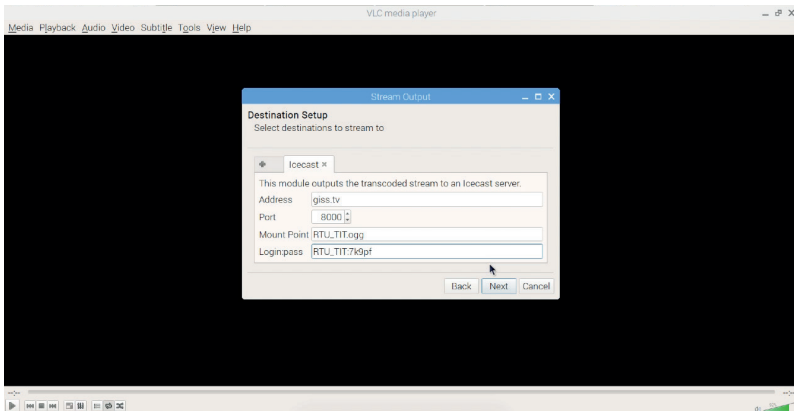 VLC media player
Media Playback Audio Video Subtitle Tools View Help
Stream Output
Destination Setup
Select destinations to stream to
Icecast
This module outputs the transcoded stream to an Icecast server.
Address giss.tv
Port 8000
Mount Point RTU_TIT.ogg
Login:pass RTU_TIT:7k9pf
Back Next Cancel
--:-- --:--